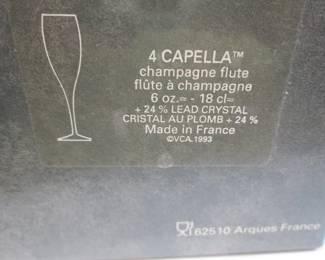 4 CAPELLA™
champagne flute
flûte à champagne
6 oz.≃ - 18 cl≃
+ 24 % LEAD CRYSTAL
CRISTAL AU PLOMB + 24 %
Made in France
©VCA.1993
62510 Arques France